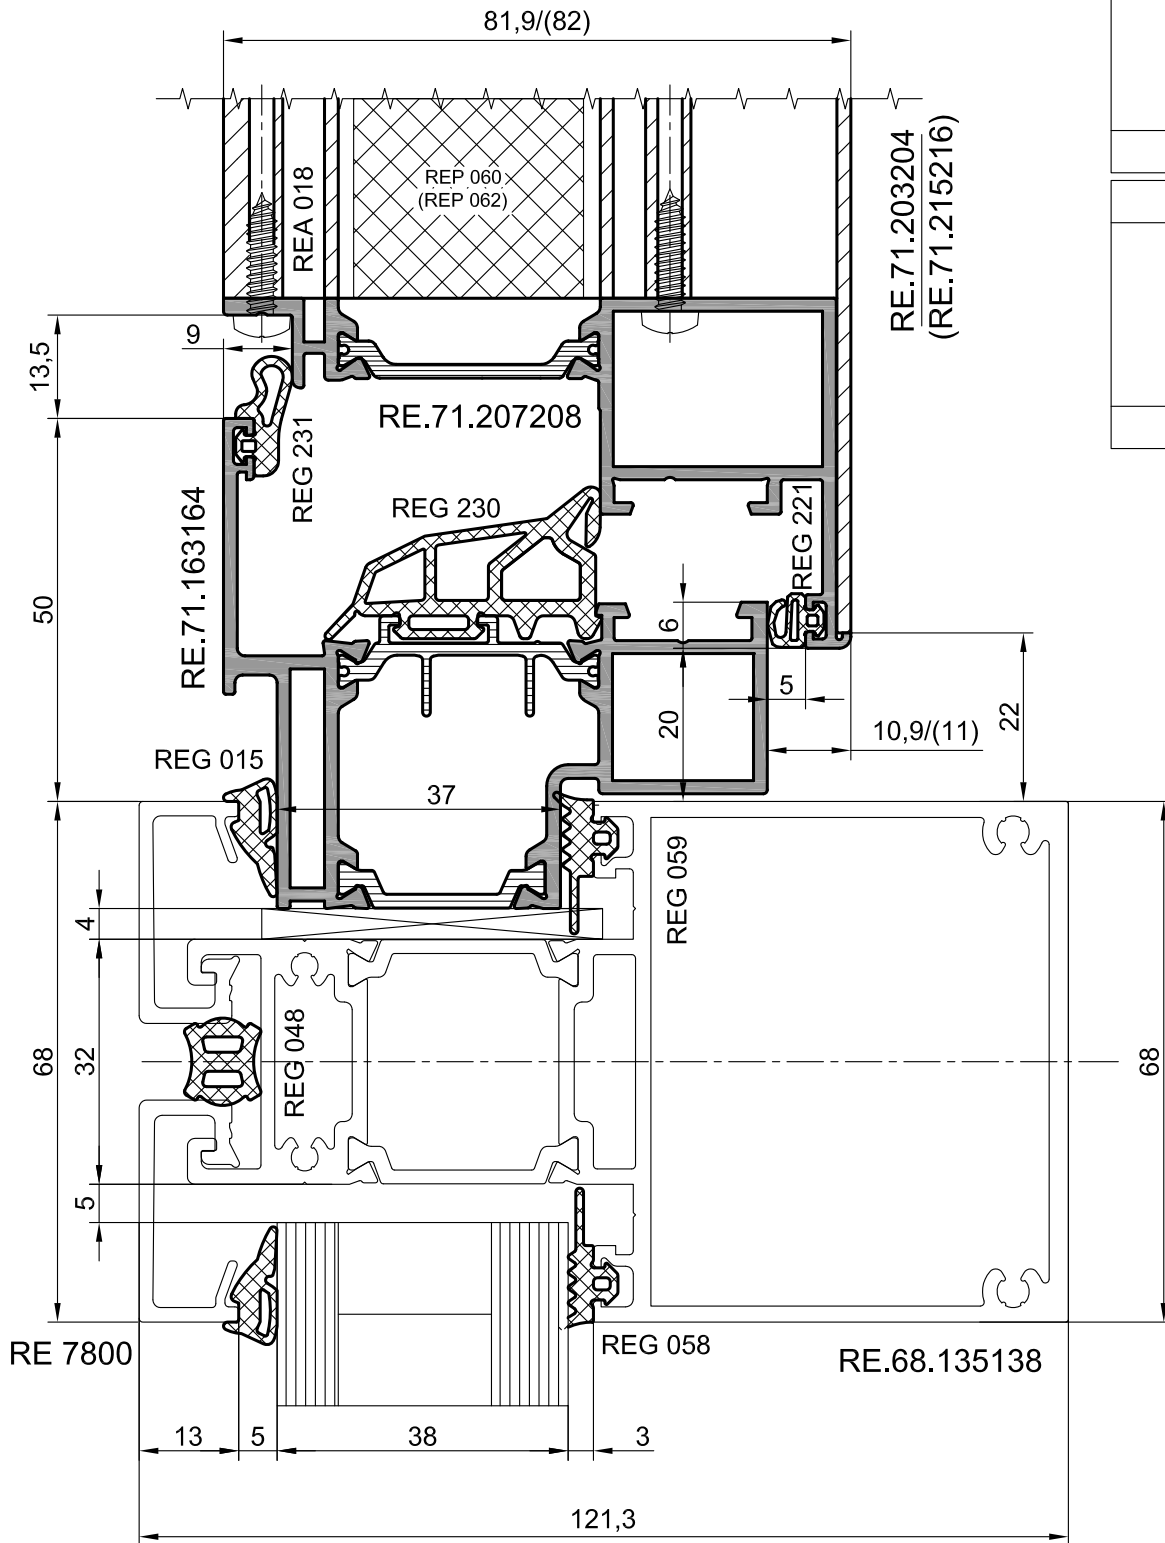 81,9/(82)
REP 060
(REP 062)
REA 018
RE.71.203204
(RE.71.215216)
9
13,5
RE.71.207208
REG 231
REG 230
REG 221
RE.71.163164
50
6
5
20
22
10,9/(11)
REG 015
37
REG 059
4
68
32
REG 048
68
5
REG 058
RE 7800
RE.68.135138
13
5
38
3
121,3